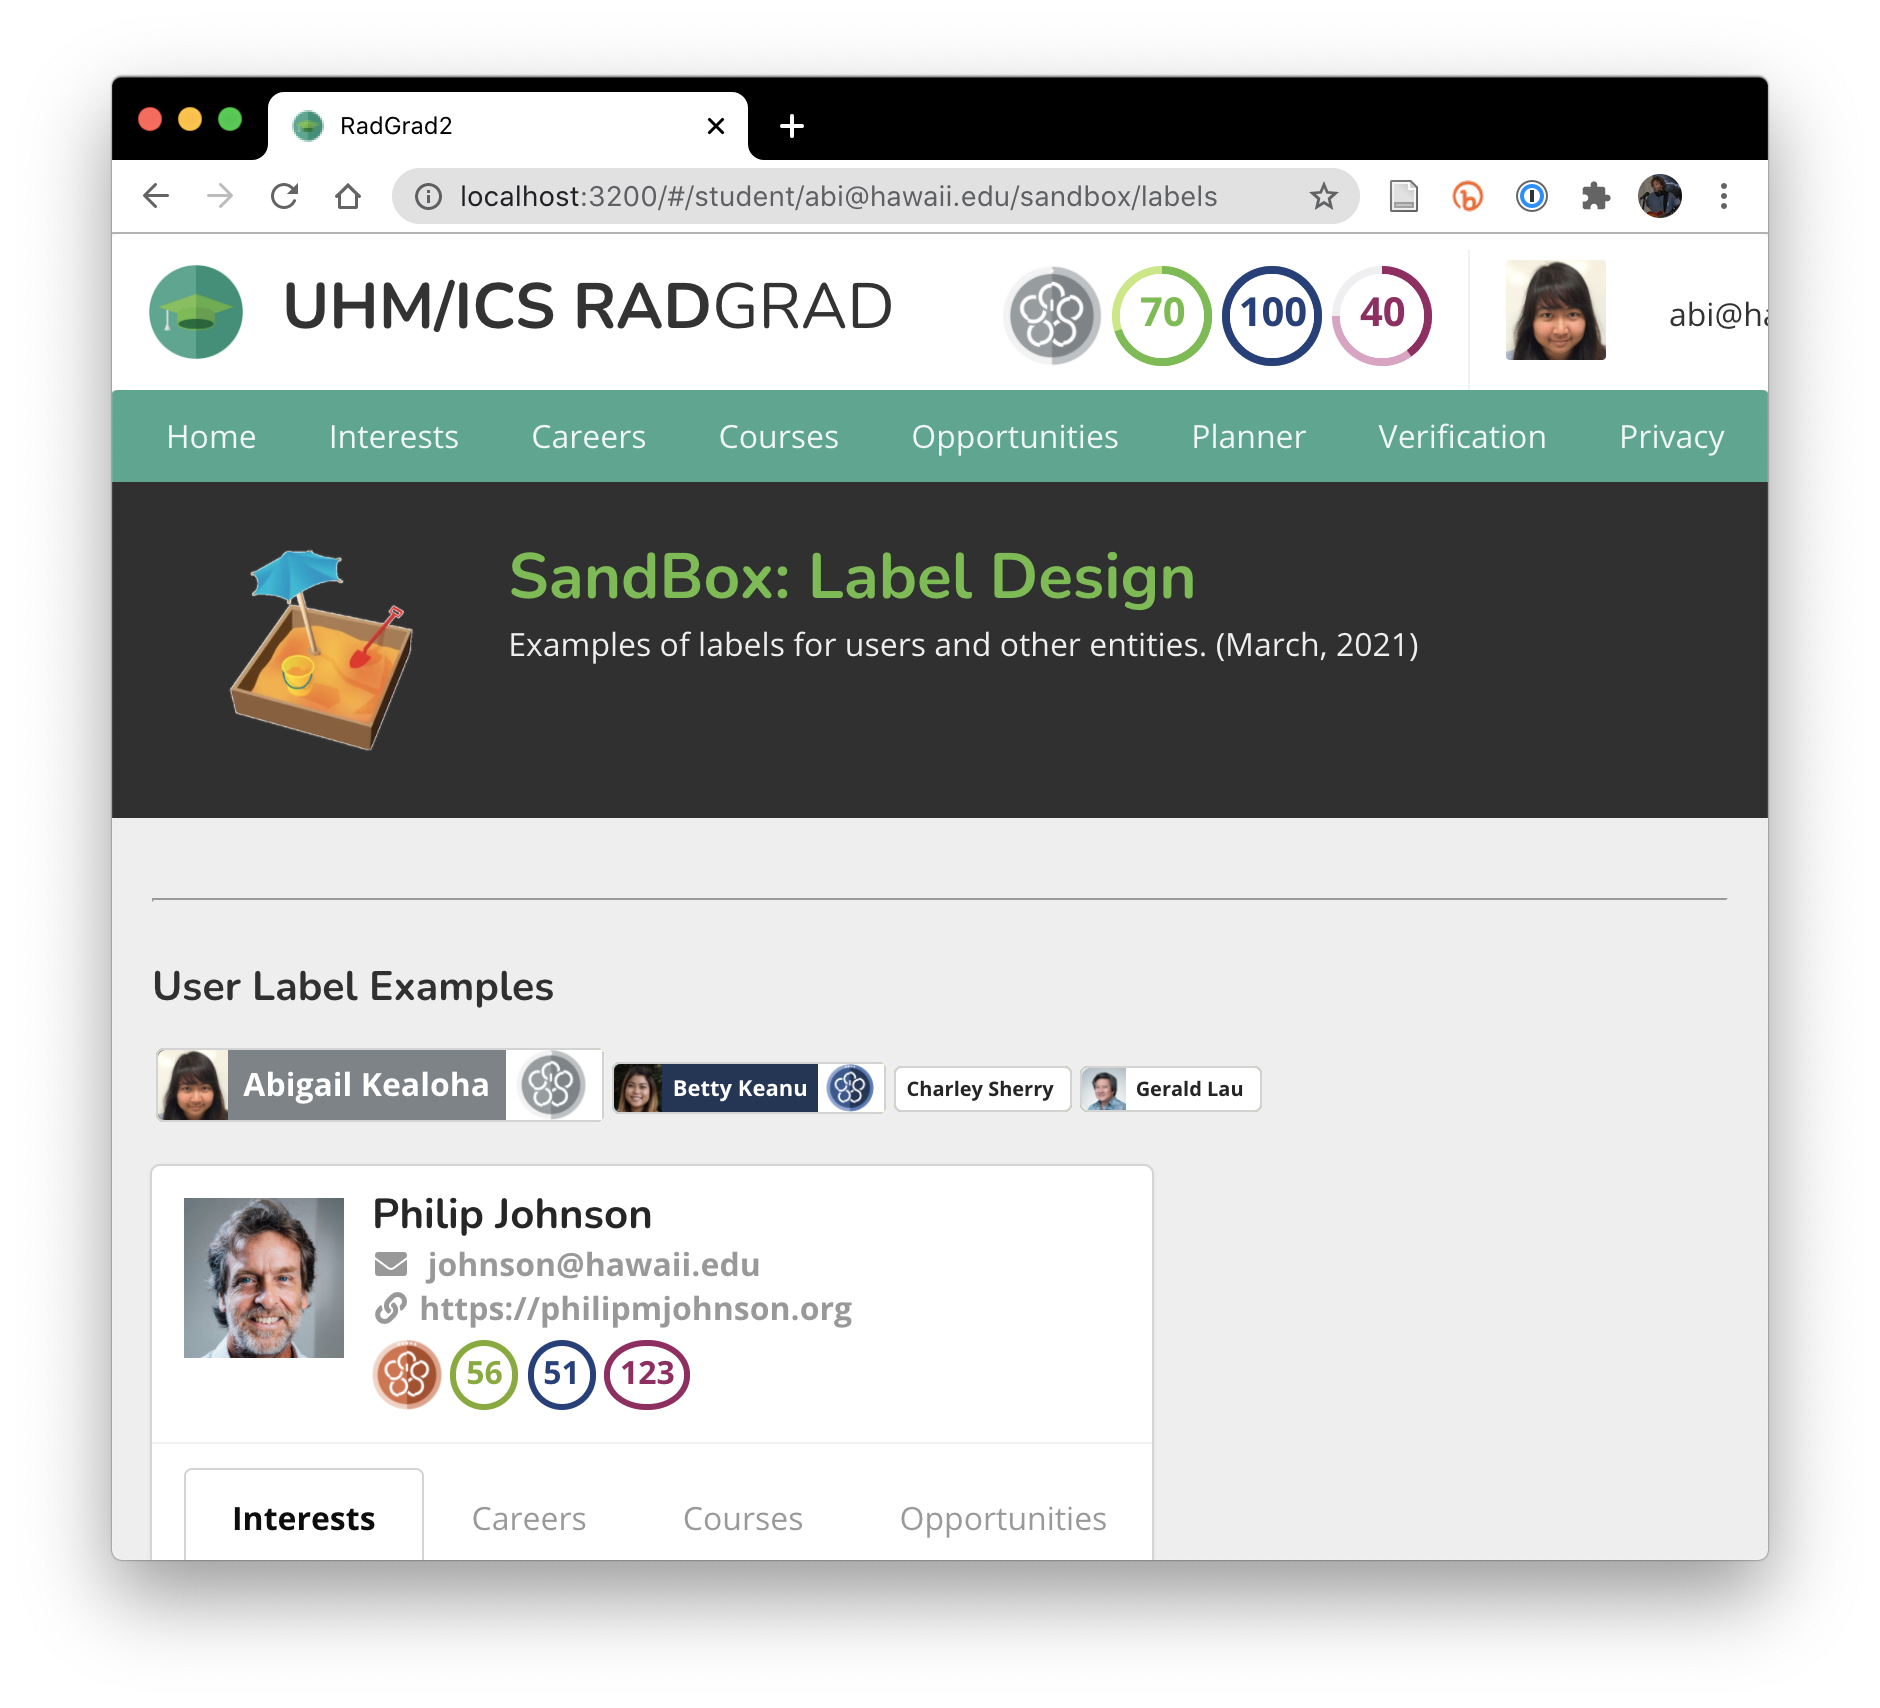 RadGrad2
localhost:3200/#/student/abi@hawaii.edu/sandbox/labels
UHM/ICS RADGRAD
70 100 40
abi@ha
Home Interests Careers Courses Opportunities Planner Verification Privacy
SandBox: Label Design
Examples of labels for users and other entities. (March, 2021)
User Label Examples
Abigail Kealoha Betty Keanu Charley Sherry Gerald Lau
Philip Johnson
johnson@hawaii.edu
https://philipmjohnson.org
56 51 123
Interests Careers Courses Opportunities